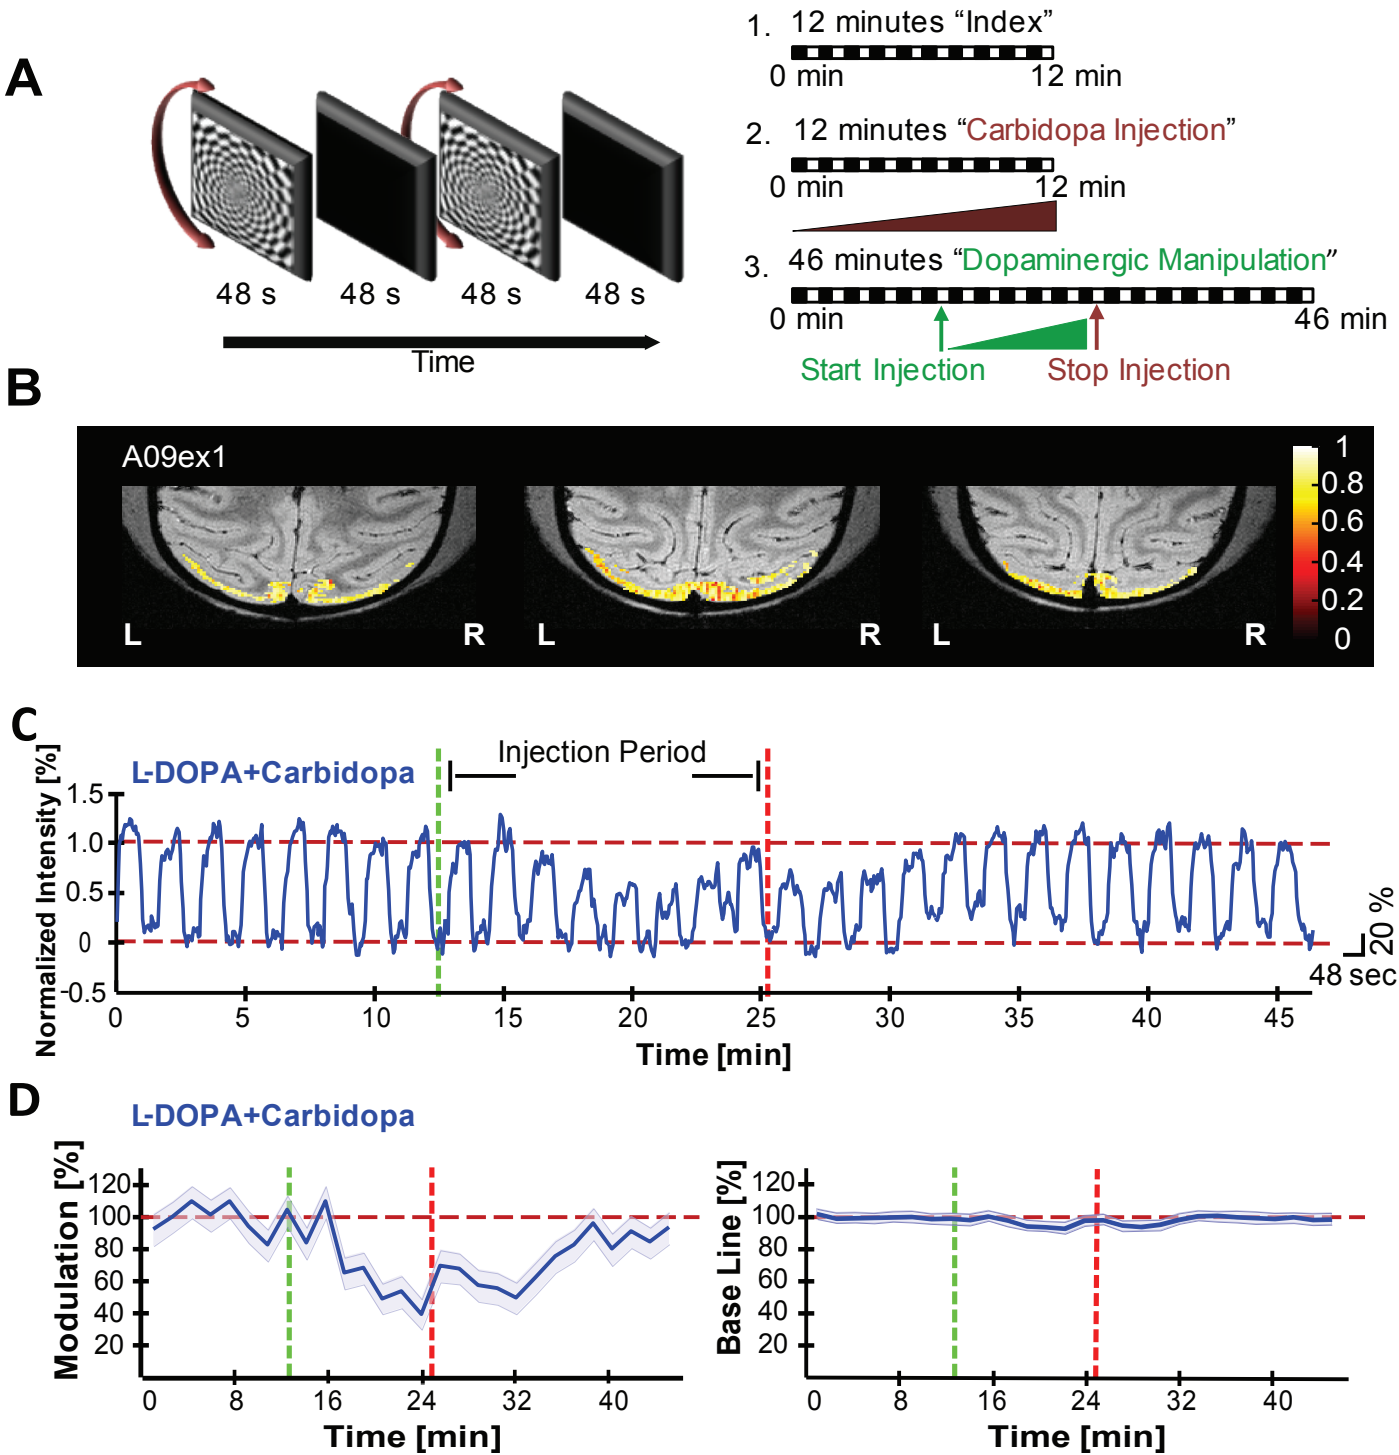 A
48 s 48 s 48 s 48 s
Time
1. 12 minutes “Index”
0 min 12 min
2. 12 minutes “Carbidopa Injection”
0 min 12 min
3. 46 minutes “Dopaminergic Manipulation”
0 min 46 min
Start Injection Stop Injection
B
A09ex1
L R L R L R
1
0.8
0.6
0.4
0.2
0
C
L-DOPA+Carbidopa
Injection Period
Normalized Intensity [%]
1.5
1.0
0.5
0
-0.5
0 5 10 15 20 25 30 35 40 45
Time [min]
20 %
48 sec
D
L-DOPA+Carbidopa
Modulation [%]
120
100
80
60
40
20
0 8 16 24 32 40
Time [min]
Base Line [%]
120
100
80
60
40
20
0 8 16 24 32 40
Time [min]